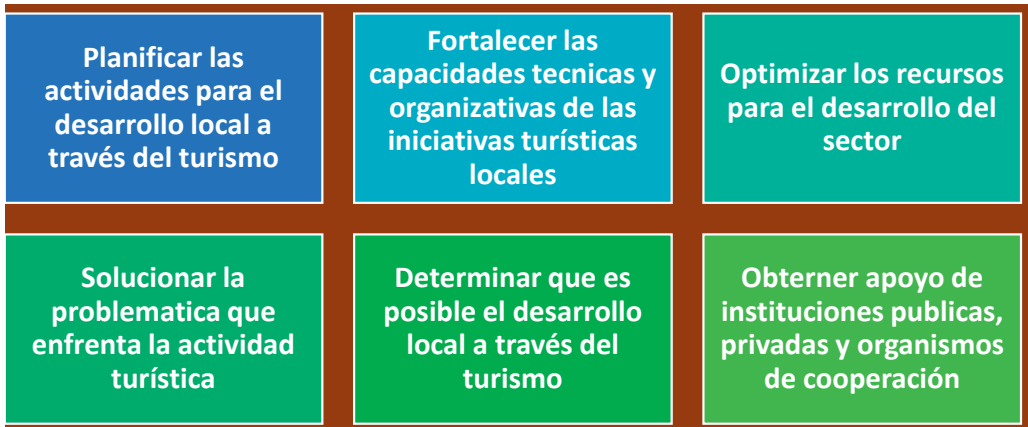 Planificar las
actividades para el
desarrollo local a
través del turismo
Fortalecer las
capacidades tecnicas y
organizativas de las
iniciativas turísticas
locales
Optimizar los recursos
para el desarrollo del
sector
Solucionar la
problematica que
enfrenta la actividad
turística
Determinar que es
posible el desarrollo
local a través del
turismo
Obterner apoyo de
instituciones publicas,
privadas y organismos
de cooperación